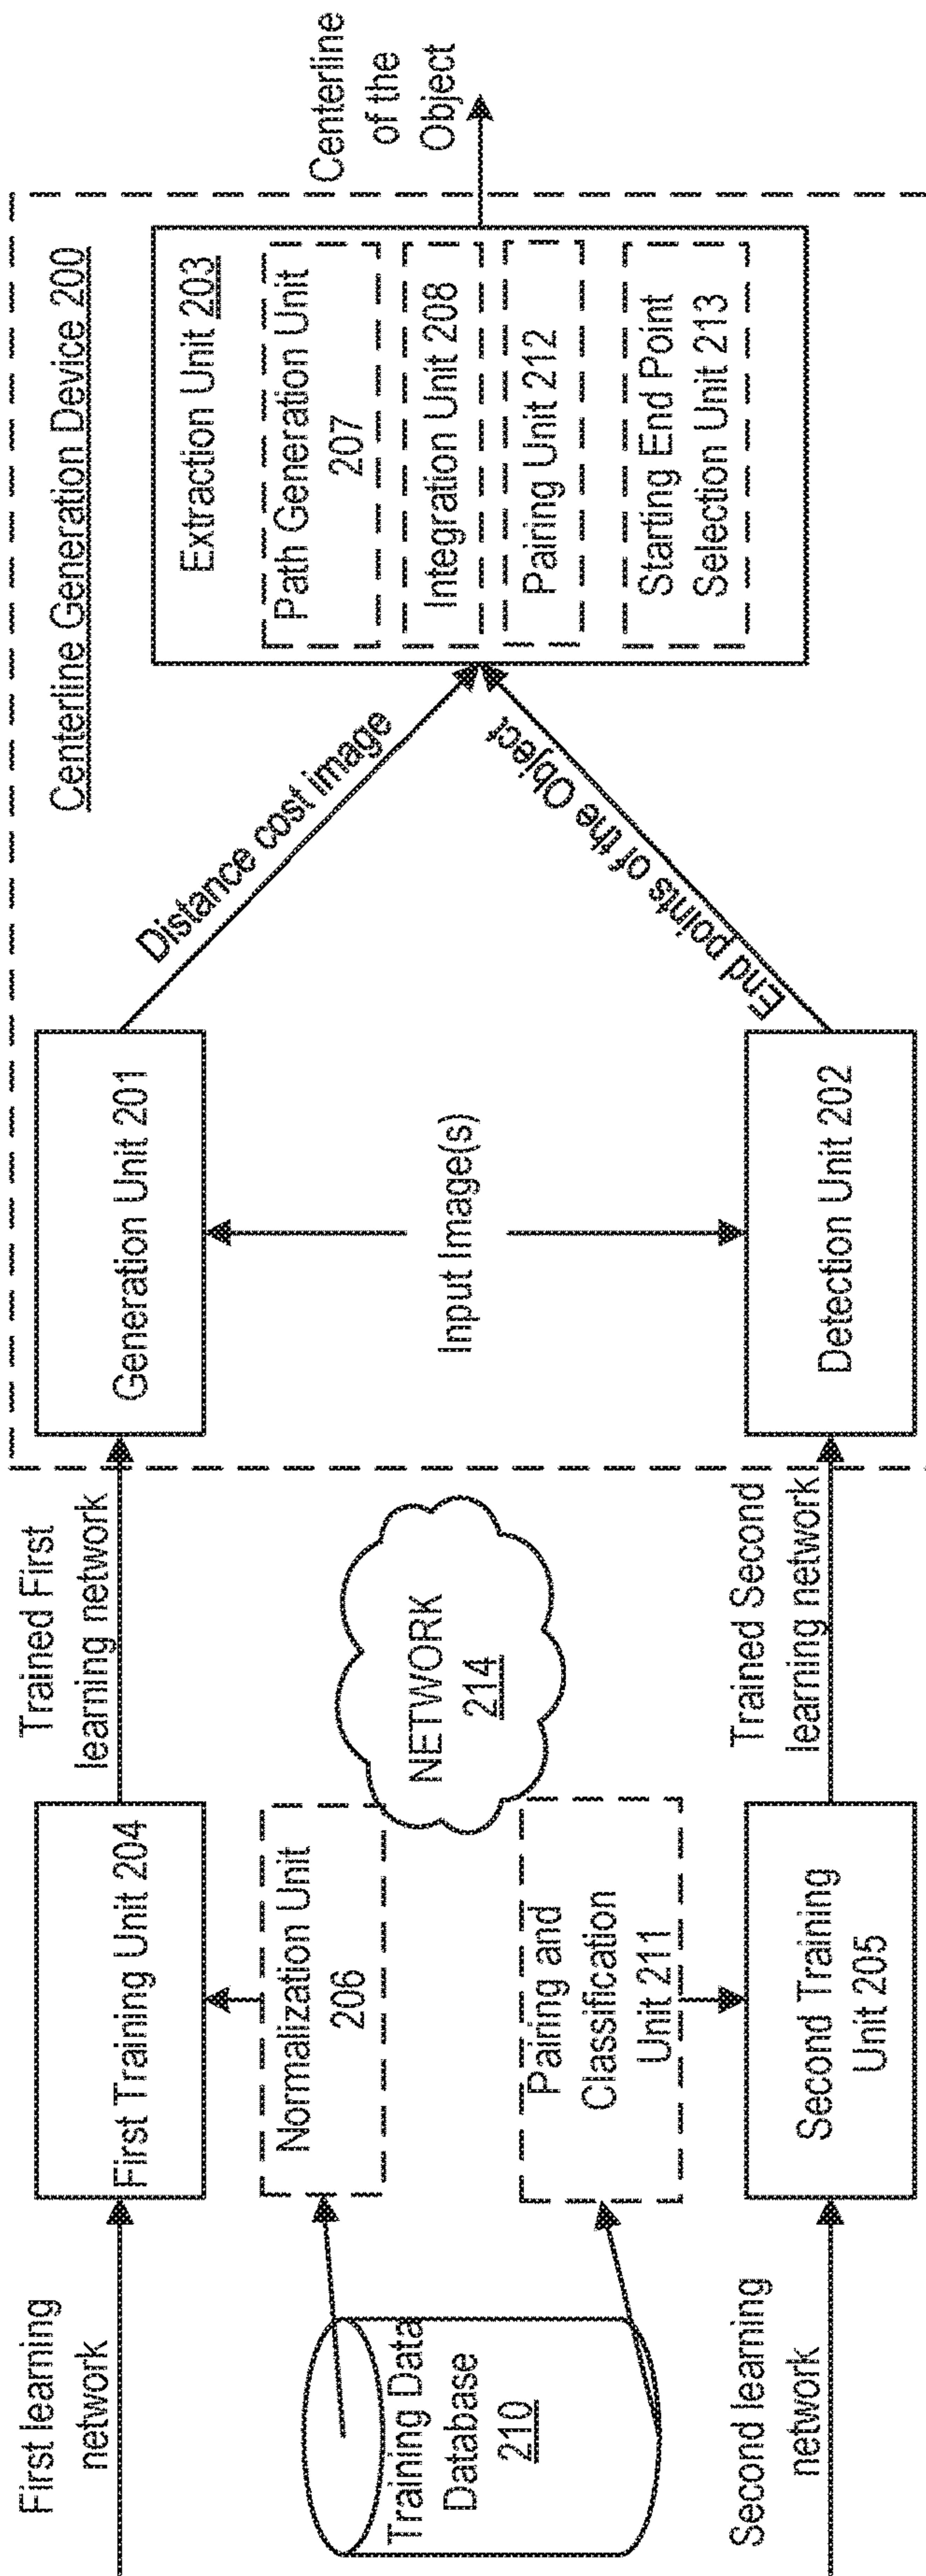 First learning
network
First Training Unit 204
Trained First
learning network
Training Data
Database
210
Normalization Unit
206
NETWORK
214
Pairing and
Classification
Unit 211
Second learning
network
Second Training
Unit 205
Trained Second
learning network
Centerline Generation Device 200
Generation Unit 201
Input Image(s)
Detection Unit 202
Distance cost image
End points of the Object
Extraction Unit 203
Path Generation Unit
207
Integration Unit 208
Pairing Unit 212
Starting End Point
Selection Unit 213
Centerline
of the
Object